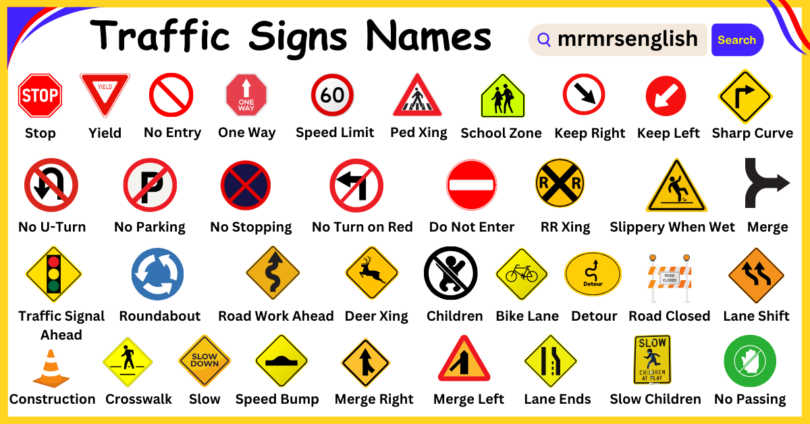 Traffic Signs Names
mrmrsenglish
Search
STOP
YIELD
ONE
WAY
60
Stop
Yield
No Entry
One Way
Speed Limit
Ped Xing
School Zone
Keep Right
Keep Left
Sharp Curve
P
R R
No U-Turn
No Parking
No Stopping
No Turn on Red
Do Not Enter
RR Xing
Slippery When Wet
Merge
Detour
ROAD
CLOSED
Traffic Signal
Ahead
Roundabout
Road Work Ahead
Deer Xing
Children
Bike Lane
Detour
Road Closed
Lane Shift
SLOW
DOWN
SLOW
CHILDREN
AT PLAY
Construction
Crosswalk
Slow
Speed Bump
Merge Right
Merge Left
Lane Ends
Slow Children
No Passing